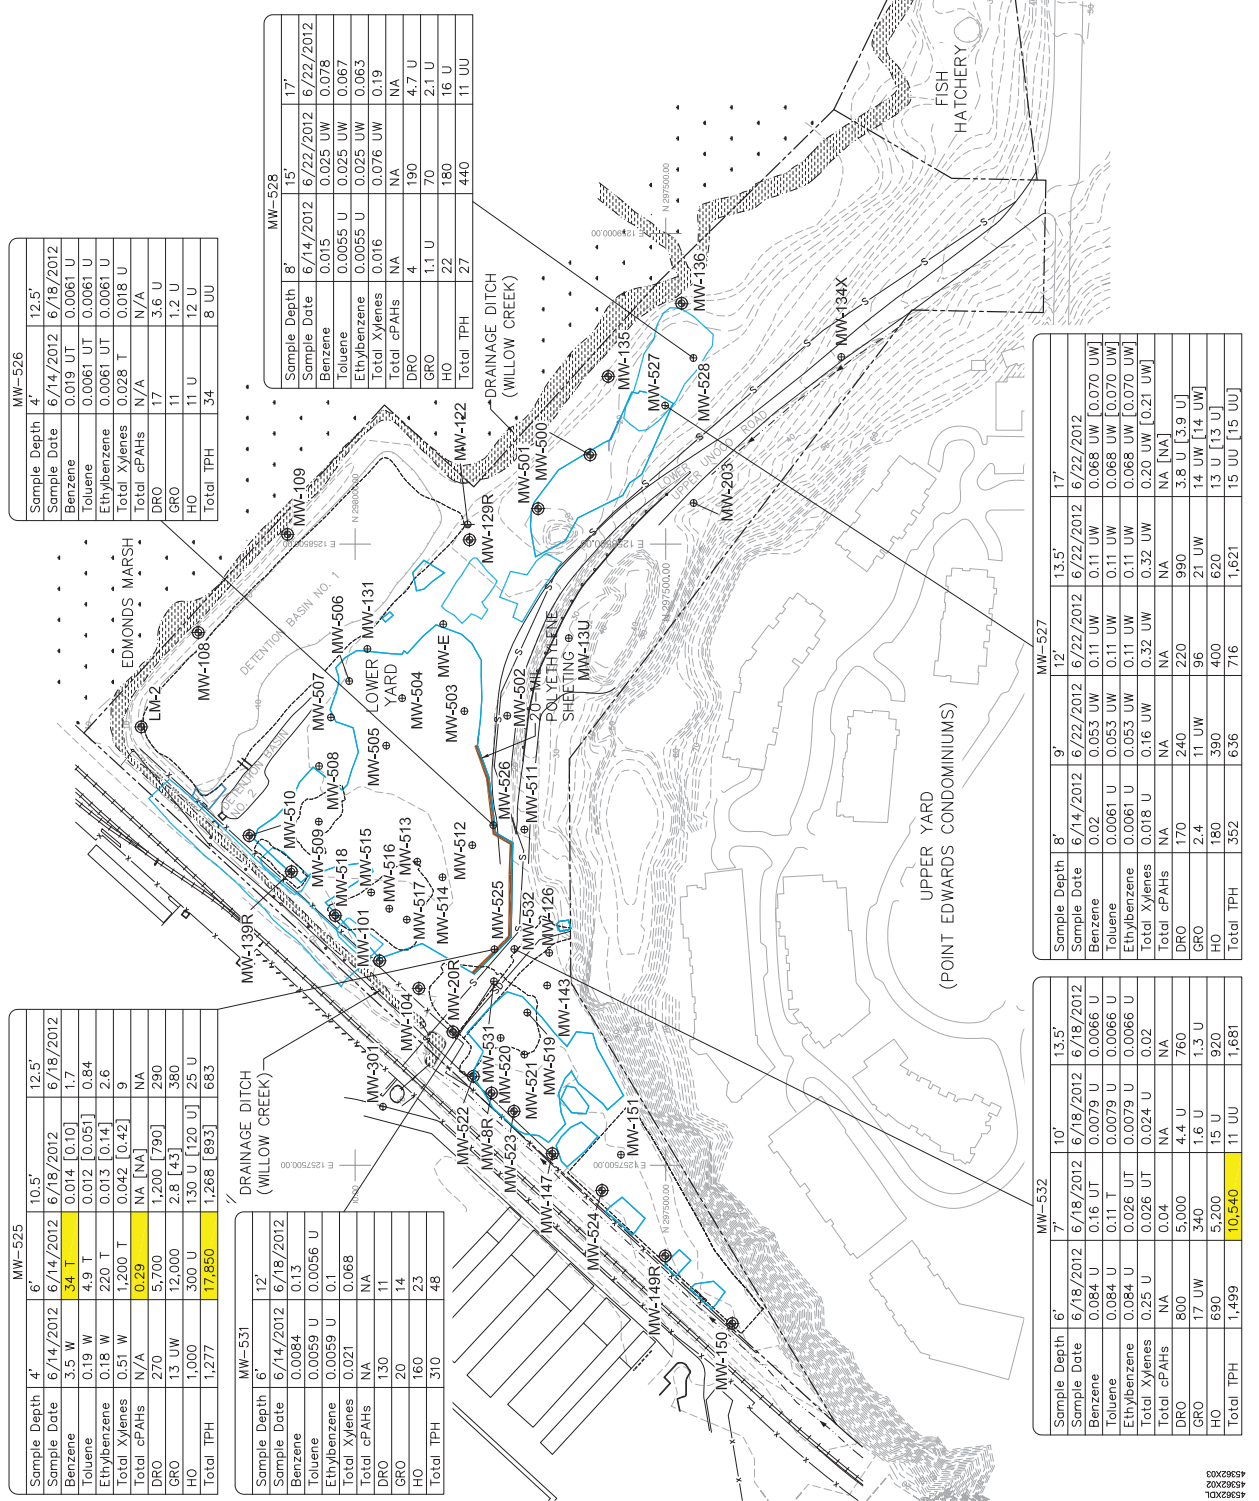 MW-525
Sample Depth 4' 6' 10.5' 12.5'
Sample Date 6/14/2012 6/14/2012 6/18/2012 6/18/2012
Benzene 3.5 W 34 T 0.014 [0.10] 1.7
Toluene 0.19 W 4.9 T 0.012 [0.051] 0.84
Ethylbenzene 0.18 W 220 T 0.013 [0.14] 2.6
Total Xylenes 0.51 W 1,200 T 0.042 [0.42] 9
Total cPAHs N/A 0.29 NA [NA] NA
DRO 270 5,700 1,200 [790] 290
GRO 13 UW 12,000 2.8 [43] 380
HO 1,000 300 U 130 U [120 U] 25 U
Total TPH 1,277 17,850 1,268 [893] 683
MW-526
Sample Depth 4' 12.5'
Sample Date 6/14/2012 6/18/2012
Benzene 0.019 UT 0.0061 U
Toluene 0.0061 UT 0.0061 U
Ethylbenzene 0.0061 UT 0.0061 U
Total Xylenes 0.028 T 0.018 U
Total cPAHs N/A N/A
DRO 17 3.6 U
GRO 11 1.2 U
HO 11 U 12 U
Total TPH 34 8 UU
MW-531
Sample Depth 6' 12'
Sample Date 6/14/2012 6/18/2012
Benzene 0.0084 0.13
Toluene 0.0059 U 0.0056 U
Ethylbenzene 0.0059 U 0.1
Total Xylenes 0.021 0.068
Total cPAHs NA NA
DRO 130 11
GRO 20 14
HO 160 23
Total TPH 310 48
MW-528
Sample Depth 8' 15' 17'
Sample Date 6/14/2012 6/22/2012 6/22/2012
Benzene 0.015 0.025 UW 0.078
Toluene 0.0055 U 0.025 UW 0.067
Ethylbenzene 0.0055 U 0.025 UW 0.063
Total Xylenes 0.016 0.076 UW 0.19
Total cPAHs NA NA NA
DRO 4 190 4.7 U
GRO 1.1 U 70 2.1 U
HO 22 180 16 U
Total TPH 27 440 11 UU
DRAINAGE DITCH
(WILLOW CREEK)
EDMONDS MARSH
LM-2
MW-108
MW-109
DETENTION BASIN NO. 1
DETENTION BASIN
NO. 2
N 298000.00
E 1258500.00
MW-122
MW-129R
DRAINAGE DITCH
(WILLOW CREEK)
MW-139R
MW-510
MW-509
MW-508
MW-507
MW-506
MW-131
LOWER
YARD
MW-E
MW-504
MW-503
MW-505
MW-518
MW-515
MW-516
MW-513
MW-517
MW-514
MW-512
MW-101
MW-104
MW-20R
MW-301
MW-525
MW-532
MW-126
MW-526
MW-511
MW-502
20-MIL
POLYETHYLENE
SHEETING
MW-13U
MW-501
MW-500
MW-135
MW-136
MW-527
MW-528
MW-203
MW-134X
LOWER
UPPER UNOCO ROAD
E 1259000.00
N 297500.00
FISH
HATCHERY
MW-522
MW-8R
MW-523
MW-531
MW-520
MW-521
MW-519
MW-143
MW-147
MW-151
MW-524
MW-149R
MW-150
E 1257500.00
E 1257500.00
N 297500.00
N 297500.00
UPPER YARD
(POINT EDWARDS CONDOMINIUMS)
MW-532
Sample Depth 6' 7' 10' 13.5'
Sample Date 6/18/2012 6/18/2012 6/18/2012 6/18/2012
Benzene 0.084 U 0.16 UT 0.0079 U 0.0066 U
Toluene 0.084 U 0.11 T 0.0079 U 0.0066 U
Ethylbenzene 0.084 U 0.026 UT 0.0079 U 0.0066 U
Total Xylenes 0.25 U 0.026 UT 0.024 U 0.02
Total cPAHs NA 0.04 NA NA
DRO 800 5,000 4.4 U 760
GRO 17 UW 340 1.6 U 1.3 U
HO 690 5,200 15 U 920
Total TPH 1,499 10,540 11 UU 1,681
MW-527
Sample Depth 8' 9' 12' 13.5' 17'
Sample Date 6/14/2012 6/22/2012 6/22/2012 6/22/2012 6/22/2012
Benzene 0.02 0.053 UW 0.11 UW 0.11 UW 0.068 UW [0.070 UW]
Toluene 0.0061 U 0.053 UW 0.11 UW 0.11 UW 0.068 UW [0.070 UW]
Ethylbenzene 0.0061 U 0.053 UW 0.11 UW 0.11 UW 0.068 UW [0.070 UW]
Total Xylenes 0.018 U 0.16 UW 0.32 UW 0.32 UW 0.20 UW [0.21 UW]
Total cPAHs NA NA NA NA NA [NA]
DRO 170 240 220 990 3.8 U [3.9 U]
GRO 2.4 11 UW 96 21 UW 14 UW [14 UW]
HO 180 390 400 620 13 U [13 U]
Total TPH 352 636 716 1,621 15 UU [15 UU]
45362XDL
45362X02
45362X03